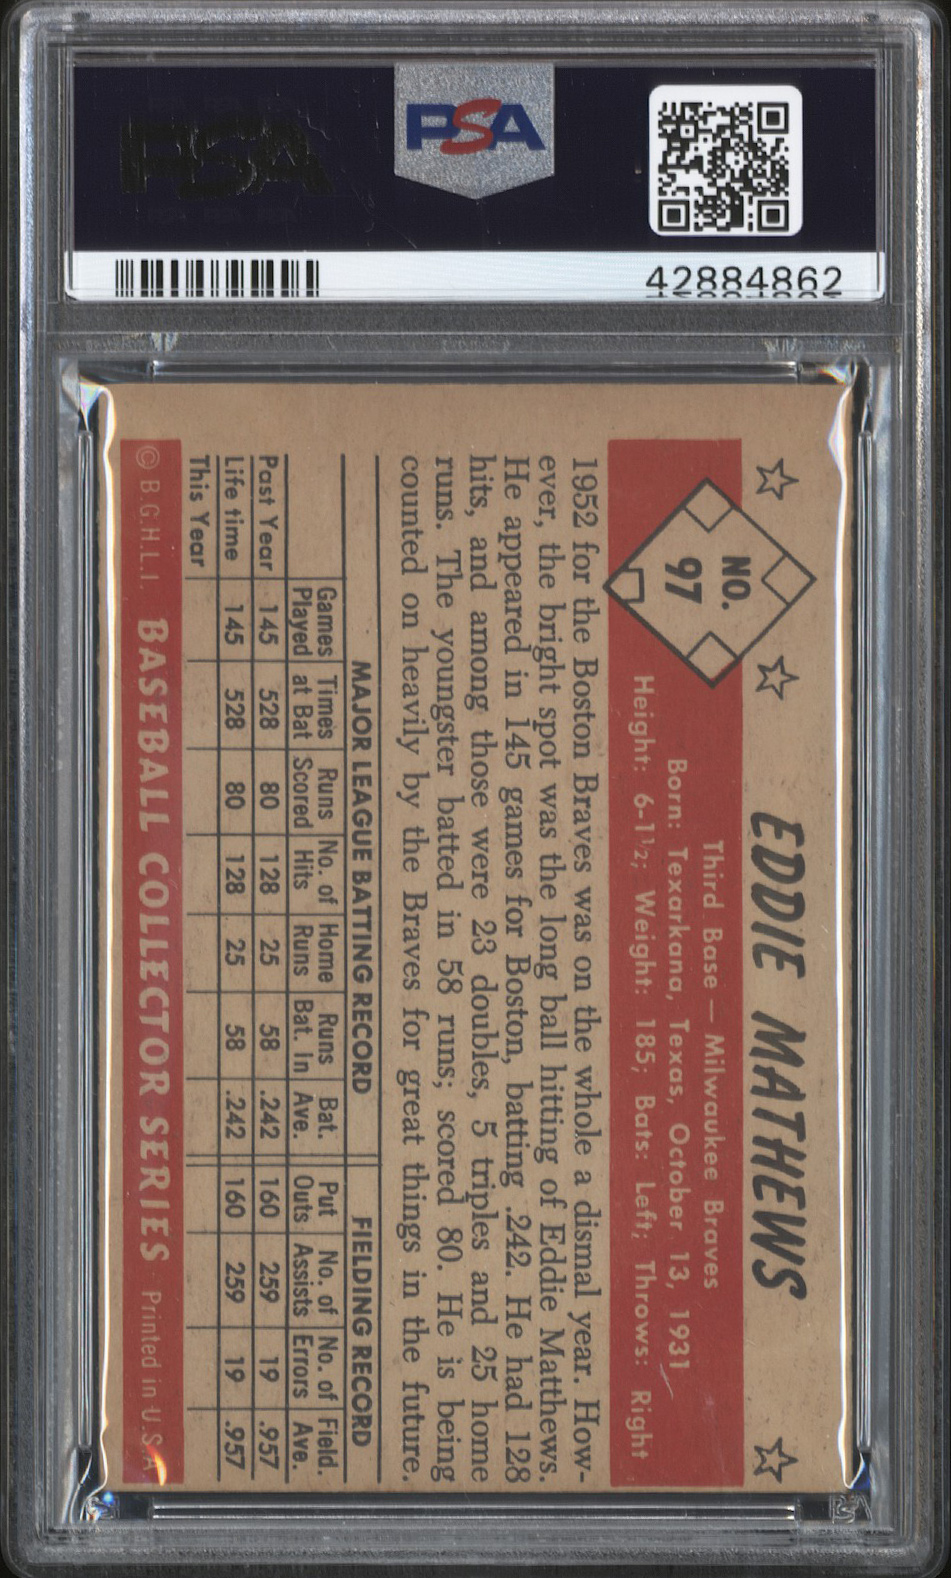 PSA
42884862
EDDIE MATHEWS
NO.
97
Third Base — Milwaukee Braves
Born: Texarkana, Texas, October 13, 1931
Height: 6-1½; Weight: 185; Bats: Left; Throws: Right
1952 for the Boston Braves was on the whole a dismal year. How-
ever, the bright spot was the long ball hitting of Eddie Matthews.
He appeared in 145 games for Boston, batting .242. He had 128
hits, and among those were 23 doubles, 5 triples and 25 home
runs. The youngster batted in 58 runs; scored 80. He is being
counted on heavily by the Braves for great things in the future.
MAJOR LEAGUE BATTING RECORD FIELDING RECORD
Games Times Runs No. of Home Runs Bat. Put No. of No. of Field.
Played at Bat Scored Hits Runs Bat. In Ave. Outs Assists Errors Ave.
Past Year 145 528 80 128 25 58 .242 160 259 19 .957
Life time 145 528 80 128 25 58 .242 160 259 19 .957
This Year
© B.G.H.L.I. BASEBALL COLLECTOR SERIES Printed in U.S.A.